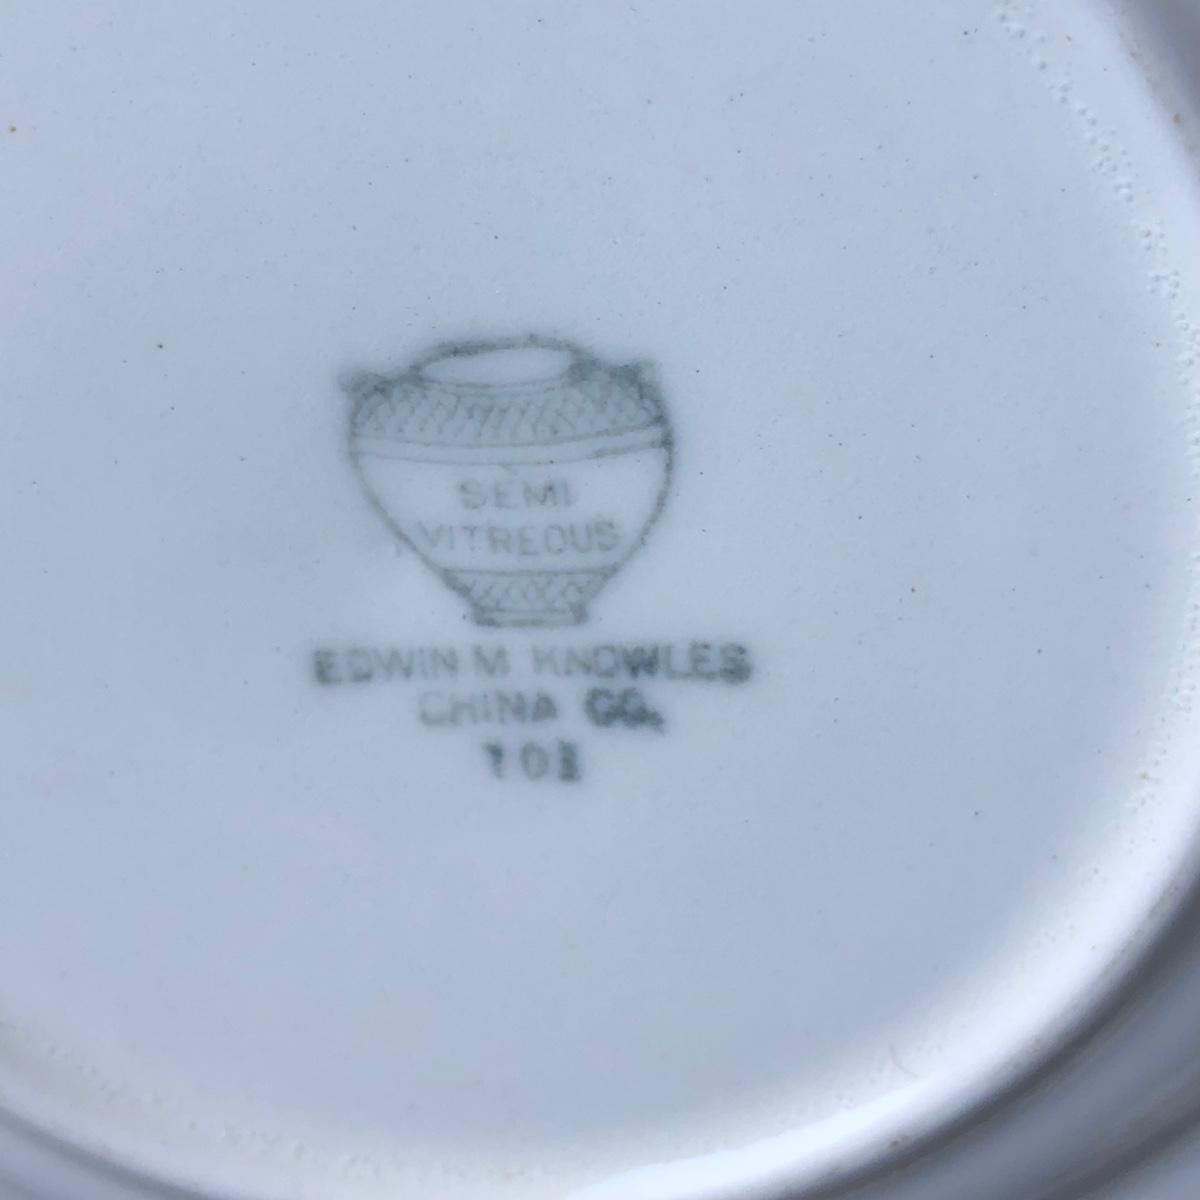 SEMI
VITREOUS
EDWIN M KNOWLES
CHINA CO.